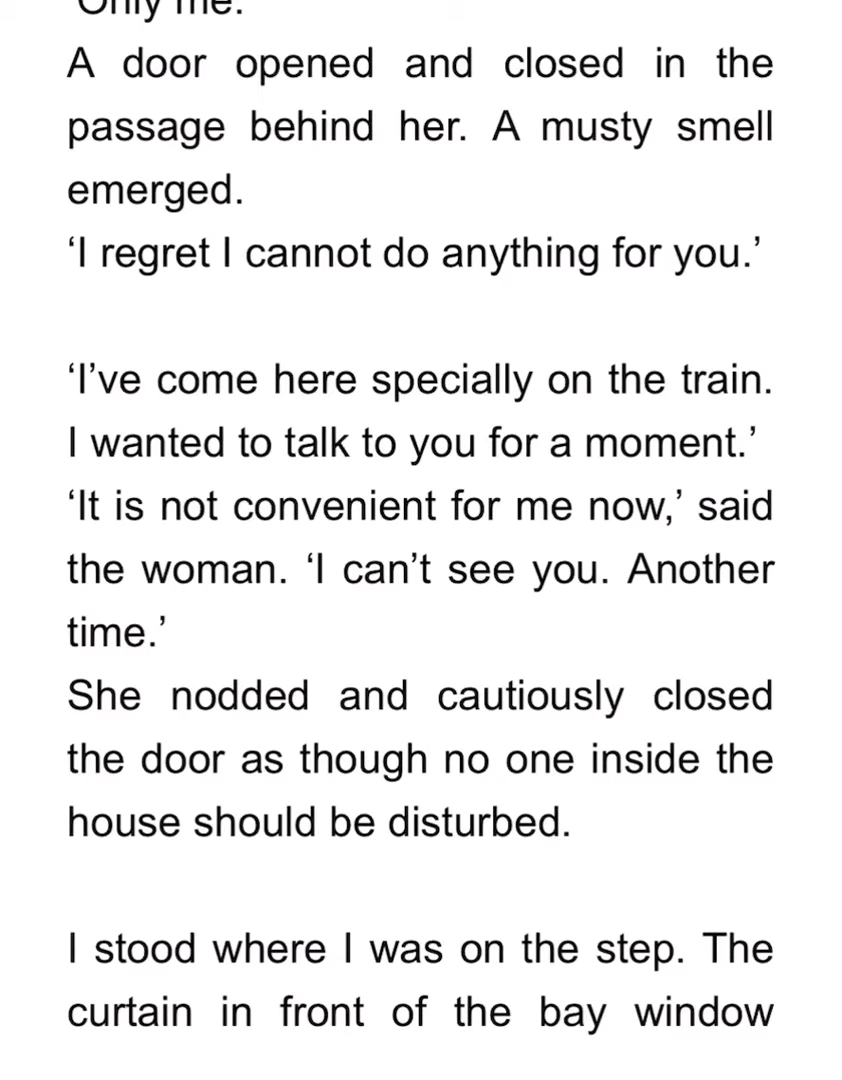 'Only me.
A door opened and closed in the
passage behind her. A musty smell
emerged.
‘I regret I cannot do anything for you.’
‘I’ve come here specially on the train.
I wanted to talk to you for a moment.’
‘It is not convenient for me now,’ said
the woman. ‘I can’t see you. Another
time.’
She nodded and cautiously closed
the door as though no one inside the
house should be disturbed.
I stood where I was on the step. The
curtain in front of the bay window